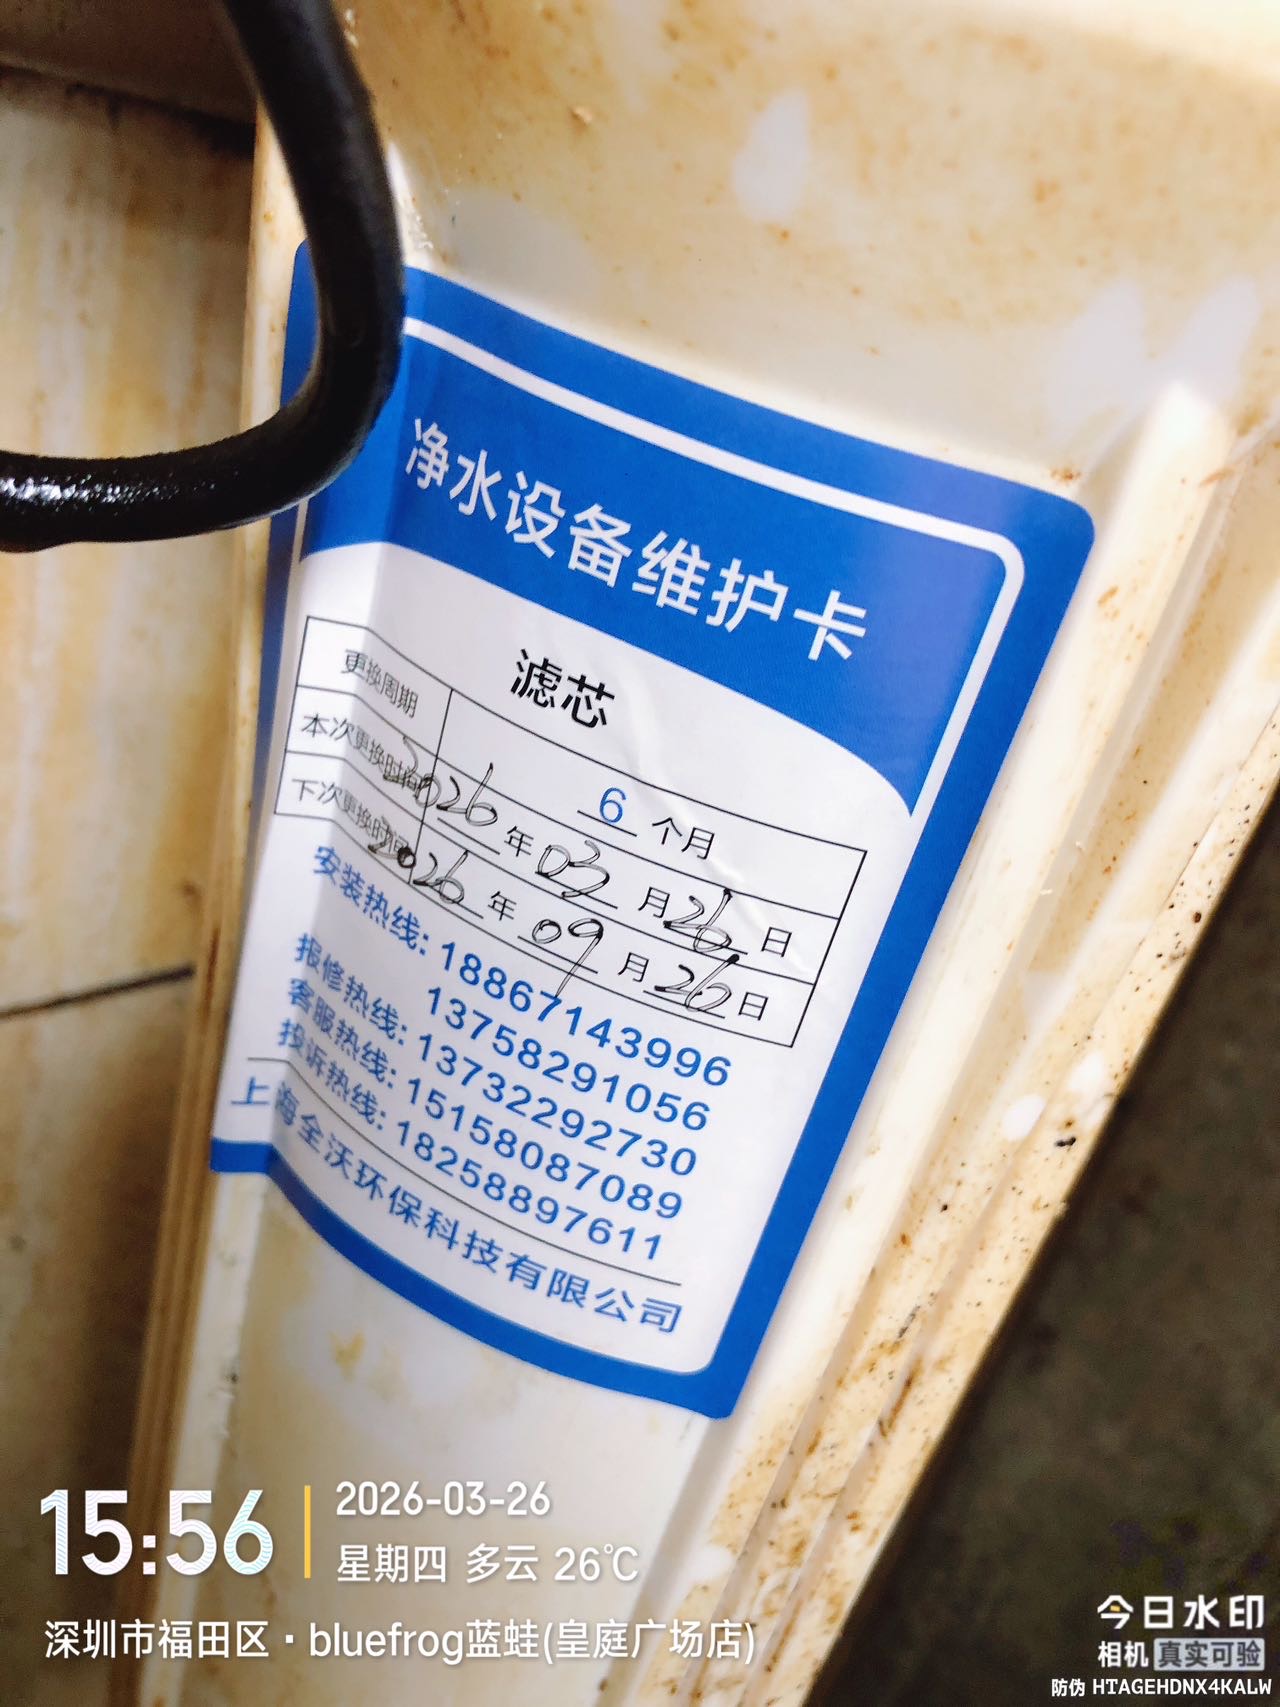 净水设备维护卡
滤芯
更换周期 6 个月
本次更换时间 2026 年 03 月 26 日
下次更换时间 2026 年 09 月 26 日
安装热线: 18867143996
13758291056
报修热线: 13732292730
客服热线: 15158087089
投诉热线: 18258897611
上海全沃环保科技有限公司
15:56
2026-03-26
星期四 多云 26℃
深圳市福田区·bluefrog蓝蛙(皇庭广场店)
今日水印
相机 真实可验
防伪 HTAGEHDNX4KALW